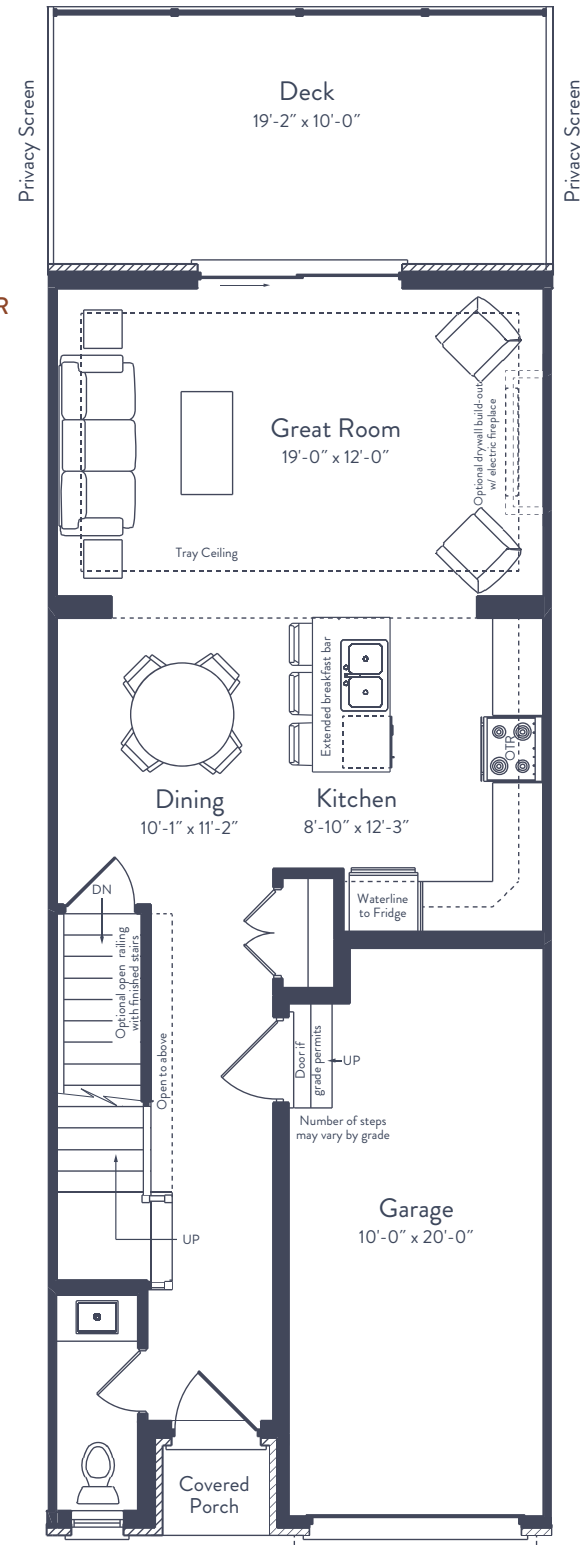 Deck
19'-2″ x 10'-0″
Privacy Screen
Privacy Screen
R
Great Room
19'-0″ x 12'-0″
Optional drywall build-out
w/ electric fireplace
Tray Ceiling
Extended breakfast bar
OTR
Dining
10'-1″ x 11'-2″
Kitchen
8'-10″ x 12'-3″
DN
Waterline
to Fridge
Optional open railing
with finished stairs
Open to above
Door if
grade permits
UP
Number of steps
may vary by grade
Garage
10'-0″ x 20'-0″
UP
Covered
Porch